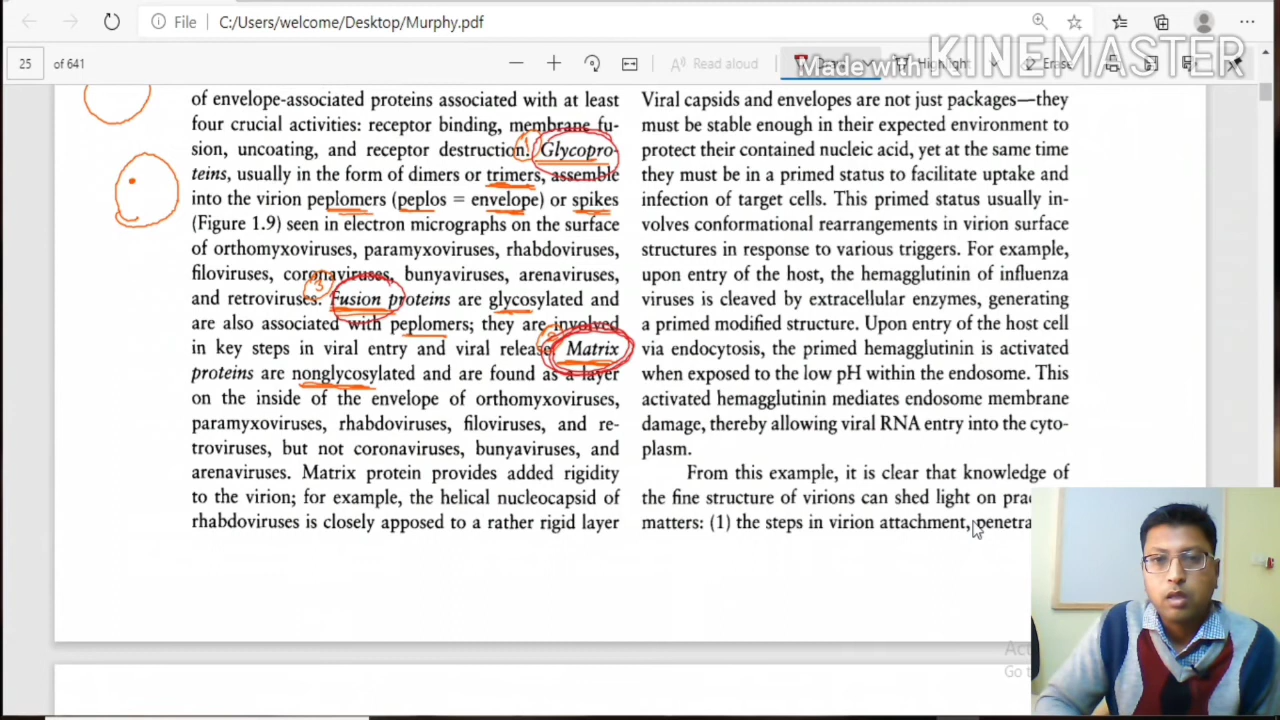 File
C:/Users/welcome/Desktop/Murphy.pdf
25
of 641
Read aloud
Draw
Highlight
Erase
Made with KINEMASTER
of envelope-associated proteins associated with at least
four crucial activities: receptor binding, membrane fu-
sion, uncoating, and receptor destruction. Glycopro-
teins, usually in the form of dimers or trimers, assemble
into the virion peplomers (peplos = envelope) or spikes
(Figure 1.9) seen in electron micrographs on the surface
of orthomyxoviruses, paramyxoviruses, rhabdoviruses,
filoviruses, coronaviruses, bunyaviruses, arenaviruses,
and retroviruses. Fusion proteins are glycosylated and
are also associated with peplomers; they are involved
in key steps in viral entry and viral release. Matrix
proteins are nonglycosylated and are found as a layer
on the inside of the envelope of orthomyxoviruses,
paramyxoviruses, rhabdoviruses, filoviruses, and re-
troviruses, but not coronaviruses, bunyaviruses, and
arenaviruses. Matrix protein provides added rigidity
to the virion; for example, the helical nucleocapsid of
rhabdoviruses is closely apposed to a rather rigid layer
1
3
2
Viral capsids and envelopes are not just packages—they
must be stable enough in their expected environment to
protect their contained nucleic acid, yet at the same time
they must be in a primed status to facilitate uptake and
infection of target cells. This primed status usually in-
volves conformational rearrangements in virion surface
structures in response to various triggers. For example,
upon entry of the host, the hemagglutinin of influenza
viruses is cleaved by extracellular enzymes, generating
a primed modified structure. Upon entry of the host cell
via endocytosis, the primed hemagglutinin is activated
when exposed to the low pH within the endosome. This
activated hemagglutinin mediates endosome membrane
damage, thereby allowing viral RNA entry into the cyto-
plasm.
From this example, it is clear that knowledge of
the fine structure of virions can shed light on prac
matters: (1) the steps in virion attachment, penetra
Act
Go to